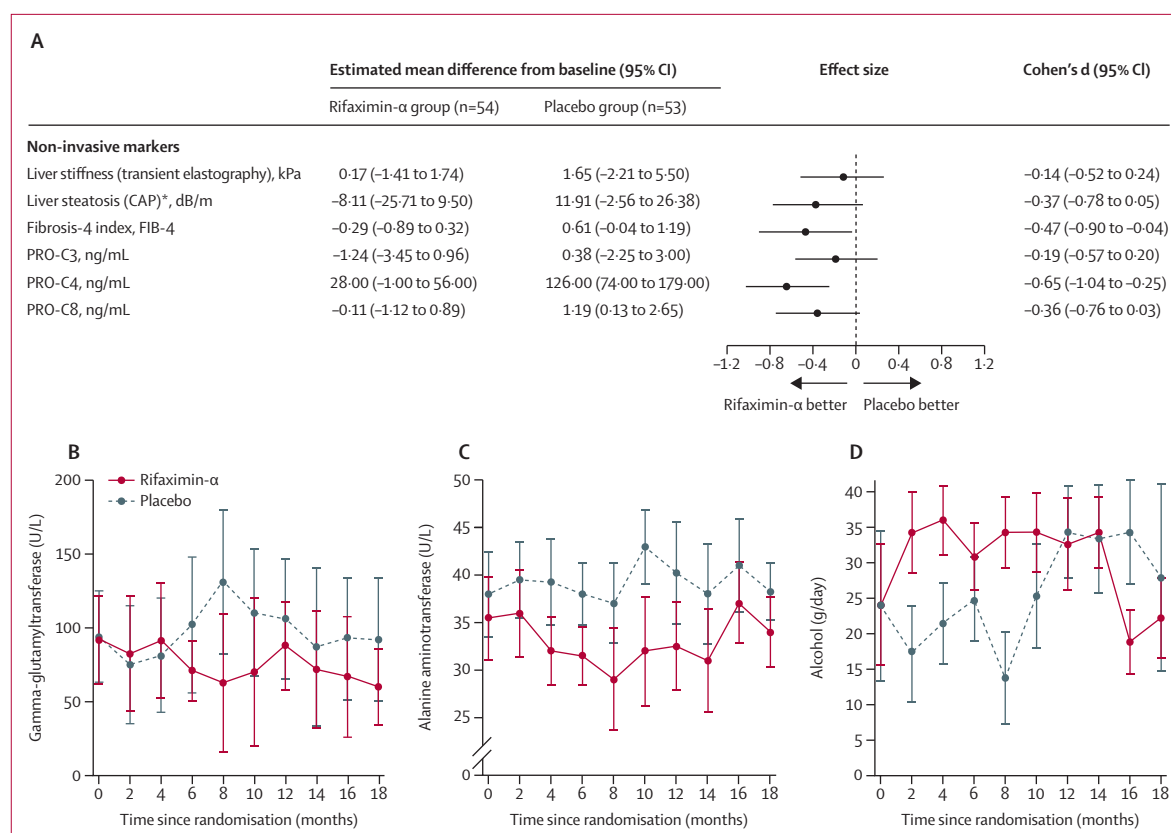 A
Estimated mean difference from baseline (95% CI) Effect size Cohen's d (95% CI)
Rifaximin-α group (n=54) Placebo group (n=53)
Non-invasive markers
Liver stiffness (transient elastography), kPa 0·17 (–1·41 to 1·74) 1·65 (–2·21 to 5·50) –0·14 (–0·52 to 0·24)
Liver steatosis (CAP)*, dB/m –8·11 (–25·71 to 9·50) 11·91 (–2·56 to 26·38) –0·37 (–0·78 to 0·05)
Fibrosis-4 index, FIB-4 –0·29 (–0·89 to 0·32) 0·61 (–0·04 to 1·19) –0·47 (–0·90 to –0·04)
PRO-C3, ng/mL –1·24 (–3·45 to 0·96) 0·38 (–2·25 to 3·00) –0·19 (–0·57 to 0·20)
PRO-C4, ng/mL 28·00 (–1·00 to 56·00) 126·00 (74·00 to 179·00) –0·65 (–1·04 to –0·25)
PRO-C8, ng/mL –0·11 (–1·12 to 0·89) 1·19 (0·13 to 2·65) –0·36 (–0·76 to 0·03)
–1·2 –0·8 –0·4 0 0·4 0·8 1·2
Rifaximin-α better Placebo better
B
Rifaximin-α
Placebo
Gamma-glutamyltransferase (U/L)
200
150
100
50
0
0 2 4 6 8 10 12 14 16 18
Time since randomisation (months)
C
Alanine aminotransferase (U/L)
50
45
40
35
30
25
0
0 2 4 6 8 10 12 14 16 18
Time since randomisation (months)
D
Alcohol (g/day)
40
35
30
25
20
15
10
5
0
0 2 4 6 8 10 12 14 16 18
Time since randomisation (months)